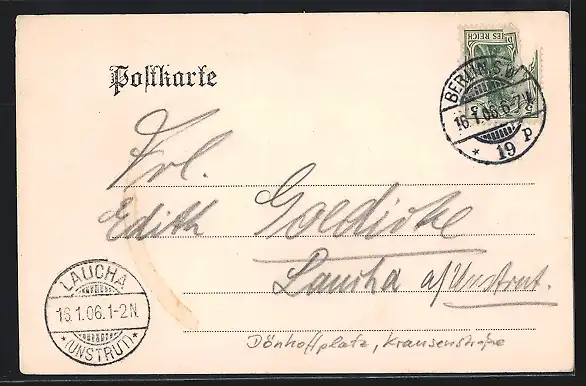 Postkarte
DEUTSCHES REICH
BERLIN S.W.
16.1.06.6-7V.
* 19 p
Frl.
Edith Goldicke
Laucha a/Unstrut.
LAUCHA
16.1.06.1-2N.
*(UNSTRUT)*
Dönhoffplatz, Krausenstraße